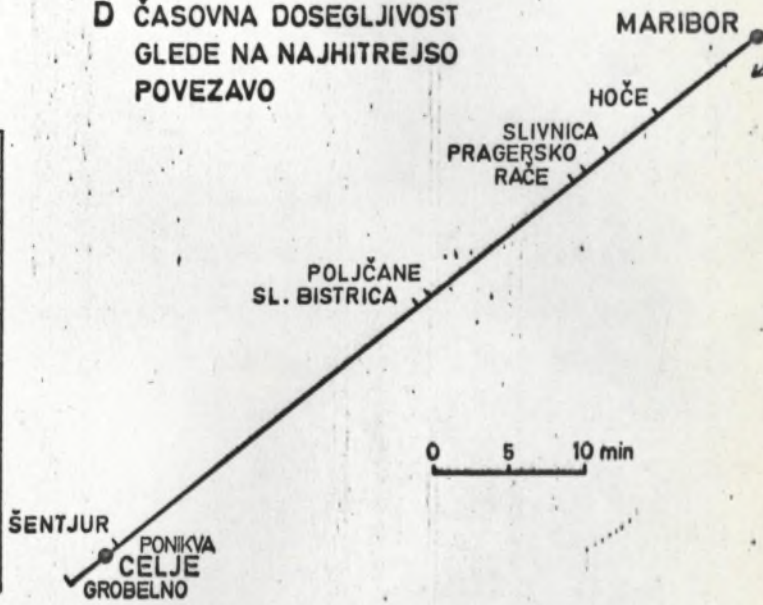 D ČASOVNA DOSEGLJIVOST
GLEDE NA NAJHITREJSO
POVEZAVO
MARIBOR
HOČE
SLIVNICA
PRAGERSKO
RAČE
POLJČANE
SL. BISTRICA
0 5 10 min
ŠENTJUR
PONIKVA
CELJE
GROBELNO